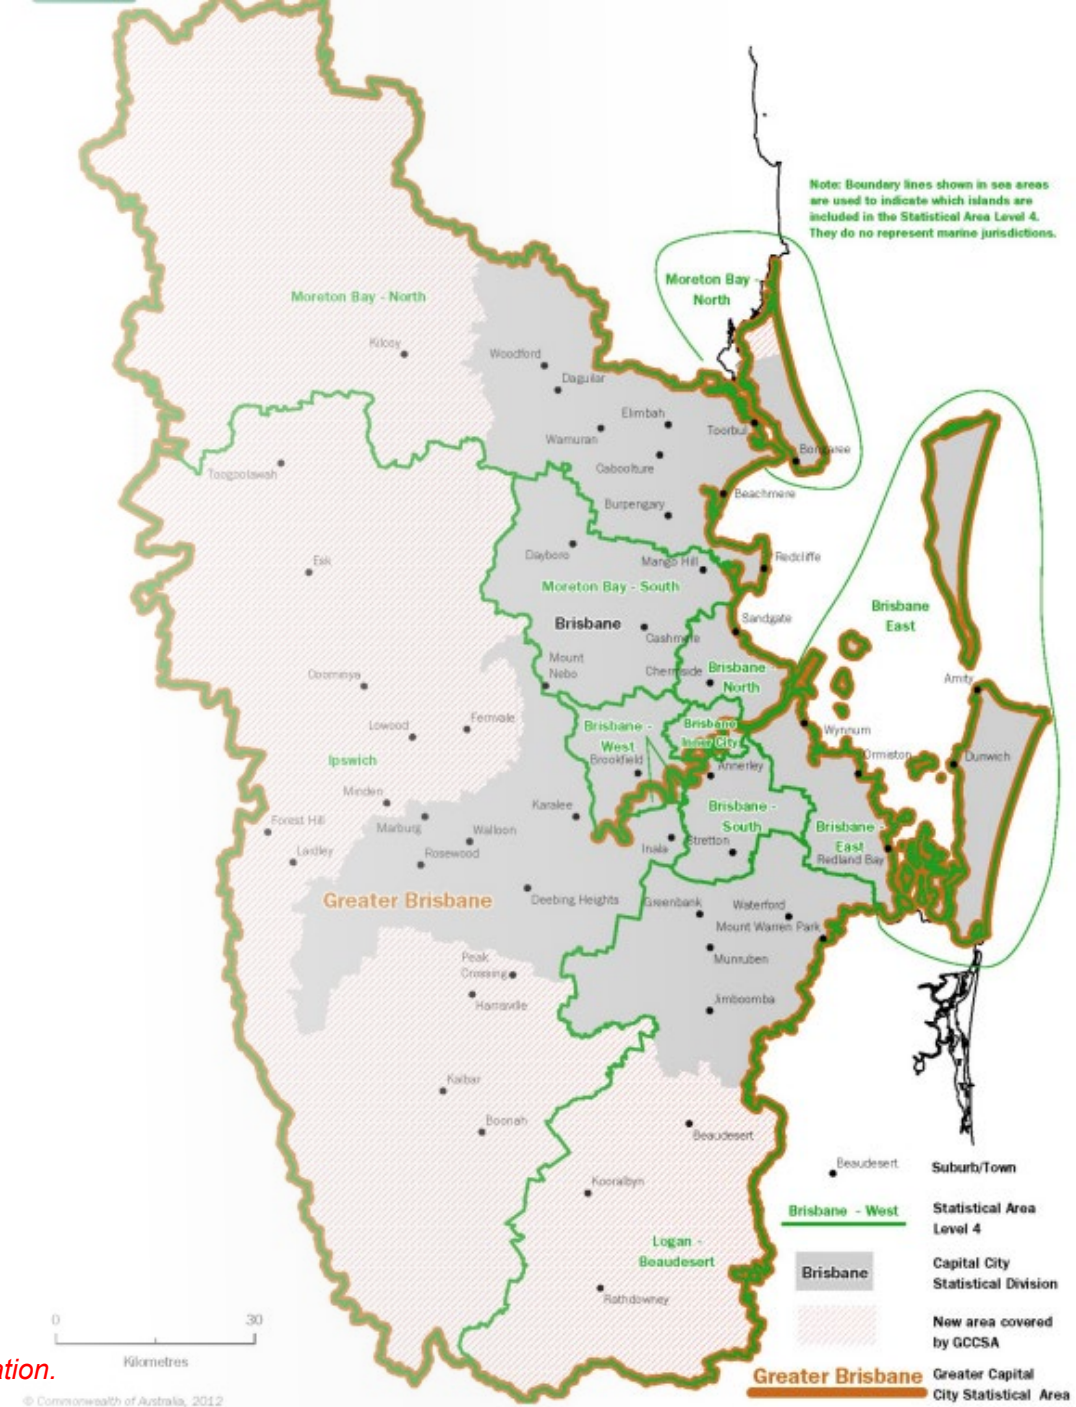 Note: Boundary lines shown in sea areas
are used to indicate which islands are
included in the Statistical Area Level 4.
They do no represent marine jurisdictions.
Moreton Bay -
North
Moreton Bay - North
Kilcoy
Woodford
Daguilar
Elimbah
Wamuran
Toorbul
Bongaree
Caboolture
Toogoolawah
Beachmere
Burpengary
Dayboro
Mango Hill
Redcliffe
Esk
Moreton Bay - South
Brisbane
East
Brisbane
Sandgate
Cashmere
Mount
Nebo
Chermside
Brisbane -
North
Coominya
Amity
Lowood
Fernvale
Brisbane -
West
Brisbane
Inner City
Wynnum
Ipswich
Brookfield
Annerley
Ormiston
Dunwich
Minden
Karalee
Brisbane -
South
Forest Hill
Marburg
Walloon
Brisbane -
East
Laidley
Rosewood
Inala
Stretton
Redland Bay
Greater Brisbane
Deebing Heights
Greenbank
Waterford
Mount Warren Park
Peak
Crossing
Munruben
Harrisville
Jimboomba
Kalbar
Boonah
Beaudesert
Kooralbyn
Logan -
Beaudesert
Rathdowney
Beaudesert
Suburb/Town
Brisbane - West
Statistical Area
Level 4
Brisbane
Capital City
Statistical Division
New area covered
by GCCSA
Greater Brisbane
Greater Capital
City Statistical Area
0 30
Kilometres
ation.
© Commonwealth of Australia, 2012